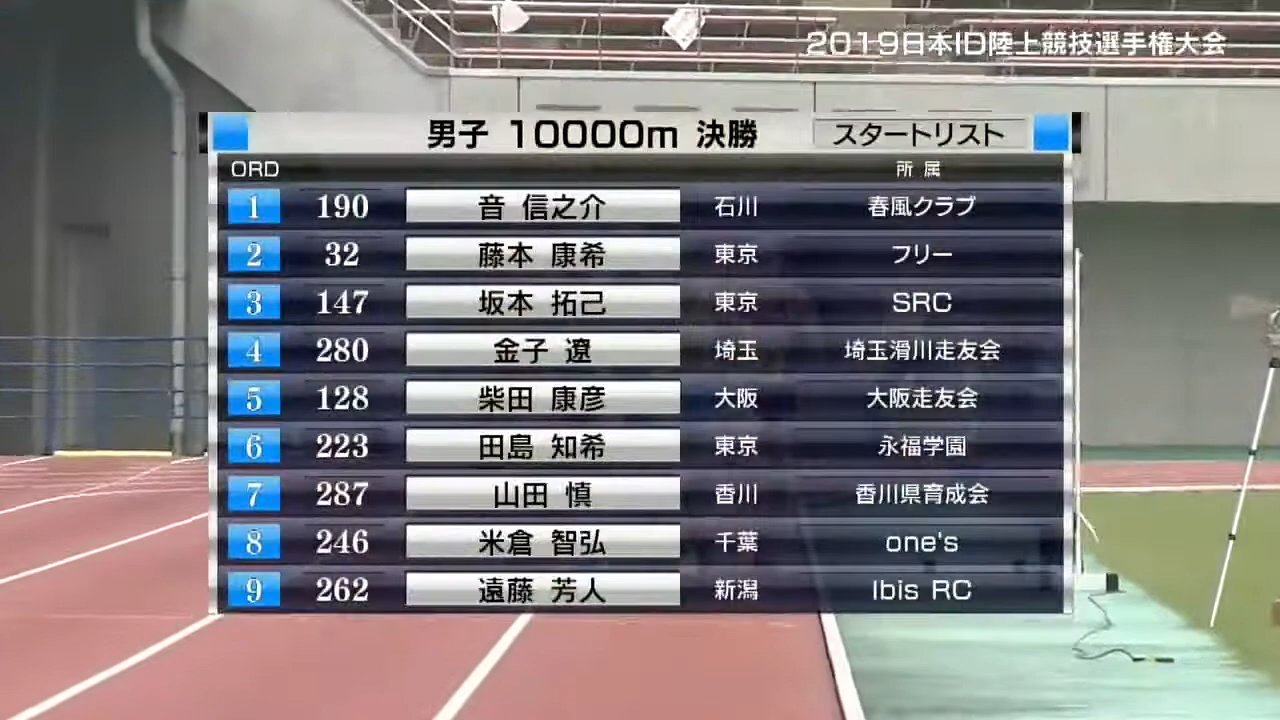 2019日本ID陸上競技選手権大会
男子 10000m 決勝 スタートリスト
ORD 所属
1 190 音 信之介 石川 春風クラブ
2 32 藤本 康希 東京 フリー
3 147 坂本 拓己 東京 SRC
4 280 金子 遼 埼玉 埼玉滑川走友会
5 128 柴田 康彦 大阪 大阪走友会
6 223 田島 知希 東京 永福学園
7 287 山田 慎 香川 香川県育成会
8 246 米倉 智弘 千葉 one's
9 262 遠藤 芳人 新潟 Ibis RC